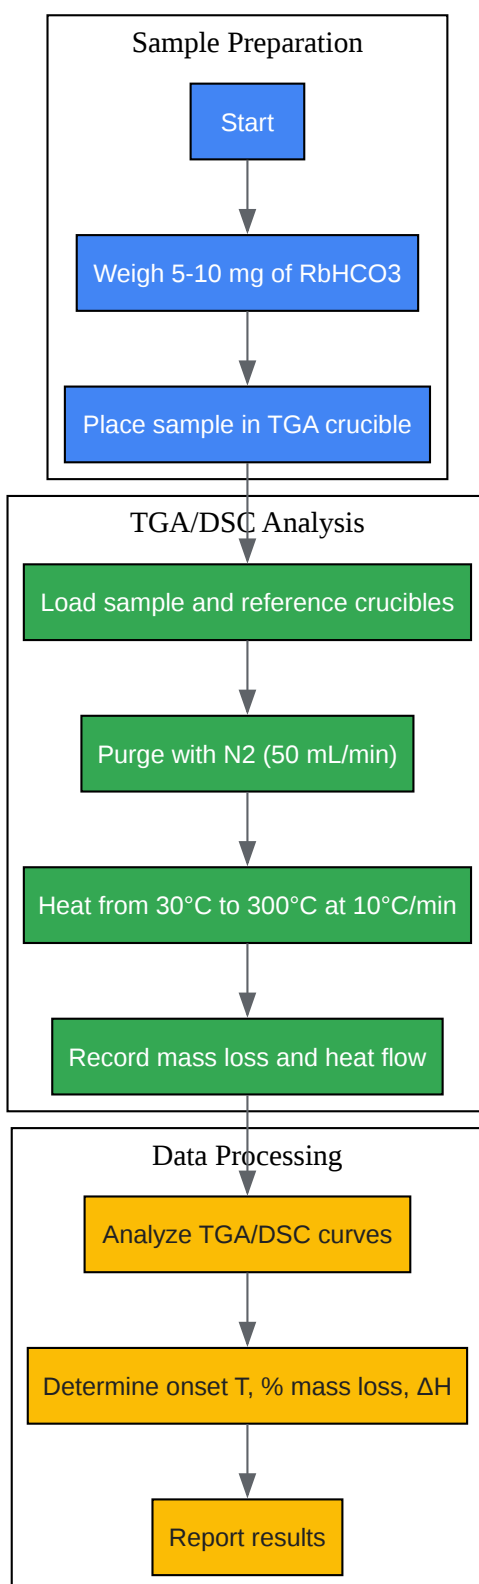 Sample Preparation
Start
Weigh 5-10 mg of RbHCO3
Place sample in TGA crucible
TGA/DSC Analysis
Load sample and reference crucibles
Purge with N2 (50 mL/min)
Heat from 30°C to 300°C at 10°C/min
Record mass loss and heat flow
Data Processing
Analyze TGA/DSC curves
Determine onset T, % mass loss, ΔH
Report results